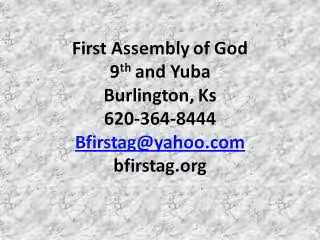 First Assembly of God
9th and Yuba
Burlington, Ks
620-364-8444
Bfirstag@yahoo.com
bfirstag.org